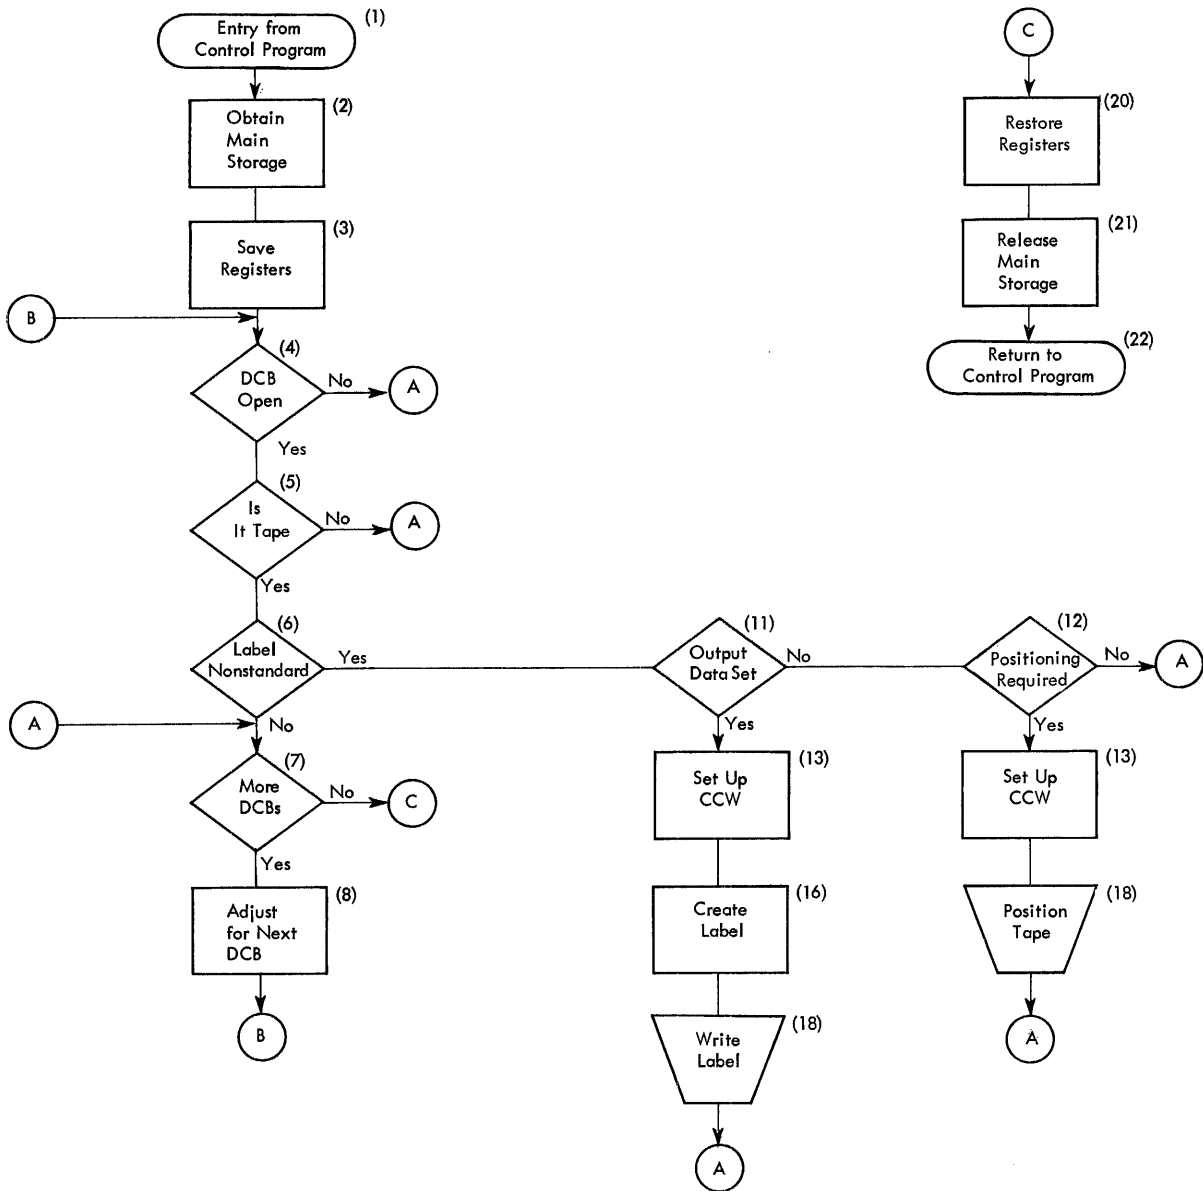 (1)
Entry from
Control Program
(2)
Obtain
Main
Storage
(3)
Save
Registers
B
(4)
DCB
Open
No
A
Yes
(5)
Is
It Tape
No
A
Yes
(6)
Label
Nonstandard
Yes
A
No
(7)
More
DCBs
No
C
Yes
(8)
Adjust
for Next
DCB
B
(11)
Output
Data Set
No
Yes
(13)
Set Up
CCW
(16)
Create
Label
(18)
Write
Label
A
(12)
Positioning
Required
No
A
Yes
(13)
Set Up
CCW
(18)
Position
Tape
A
C
(20)
Restore
Registers
(21)
Release
Main
Storage
(22)
Return to
Control Program